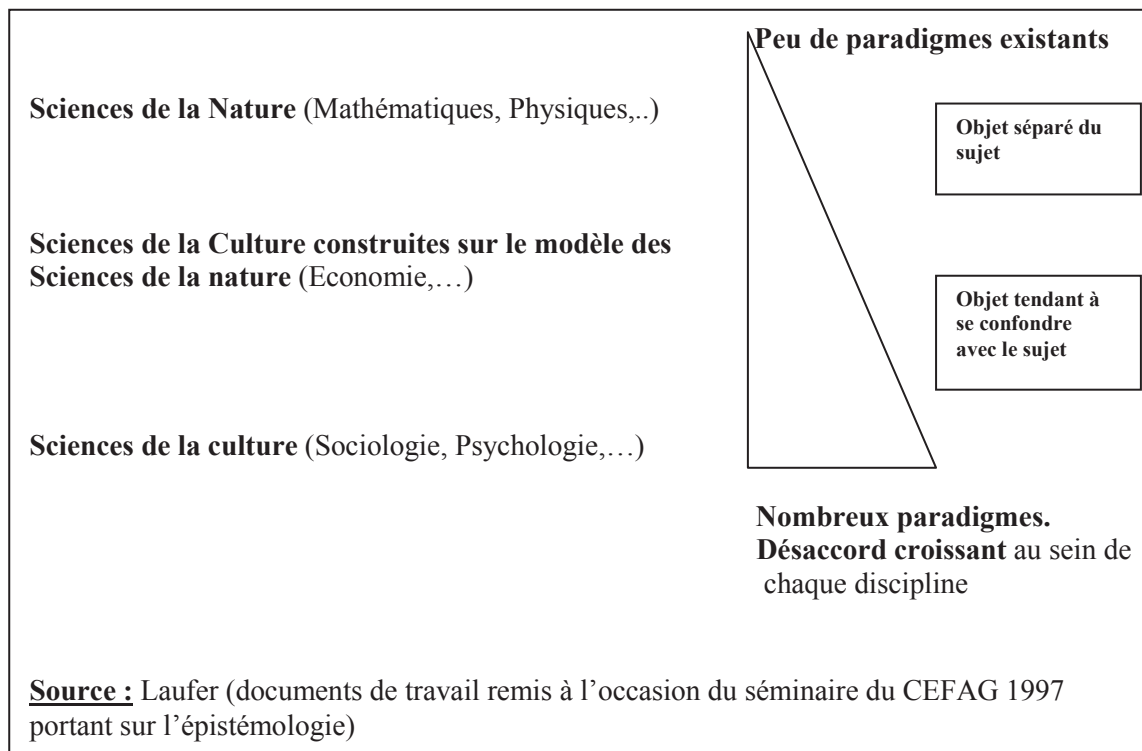 Peu de paradigmes existants
Sciences de la Nature (Mathématiques, Physiques,..)
Objet séparé du
sujet
Sciences de la Culture construites sur le modèle des
Sciences de la nature (Economie,…)
Objet tendant à
se confondre
avec le sujet
Sciences de la culture (Sociologie, Psychologie,…)
Nombreux paradigmes.
Désaccord croissant au sein de
chaque discipline
Source : Laufer (documents de travail remis à l’occasion du séminaire du CEFAG 1997
portant sur l’épistémologie)